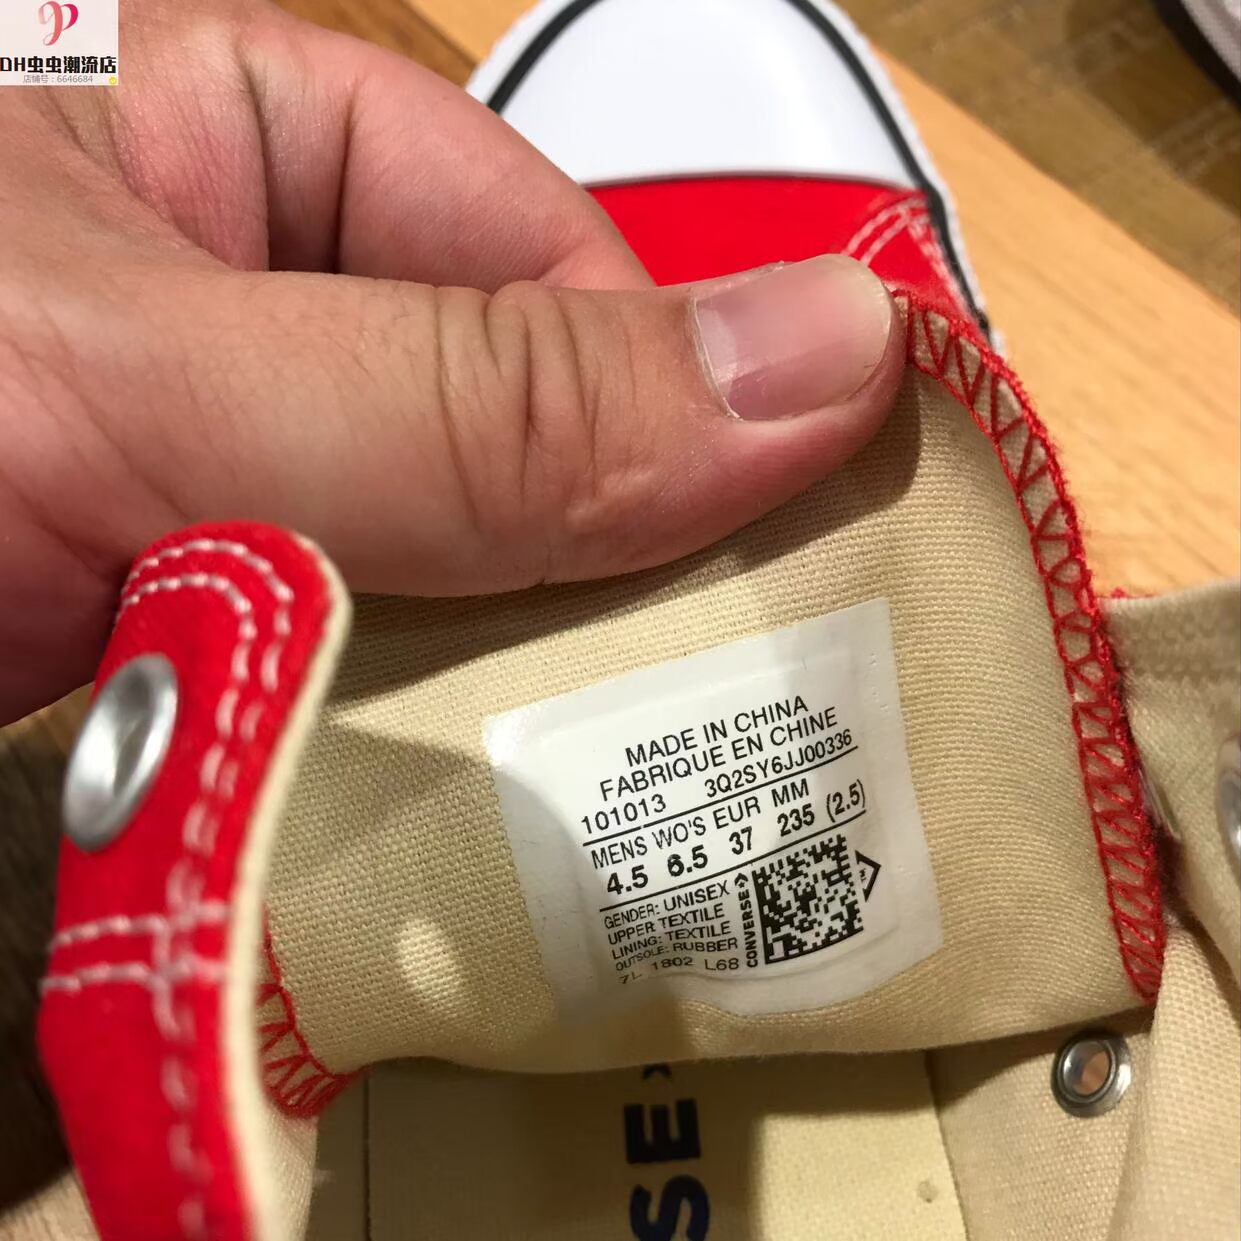 DH虫虫潮流店
店铺号：6646684
MADE IN CHINA
FABRIQUE EN CHINE
101013 3Q2SY6JJ00336
MENS WO'S EUR MM
4.5 6.5 37 235 (2.5)
GENDER: UNISEX
UPPER: TEXTILE
LINING: TEXTILE
OUTSOLE: RUBBER
7L 1802 L68
CONVERSE
SE